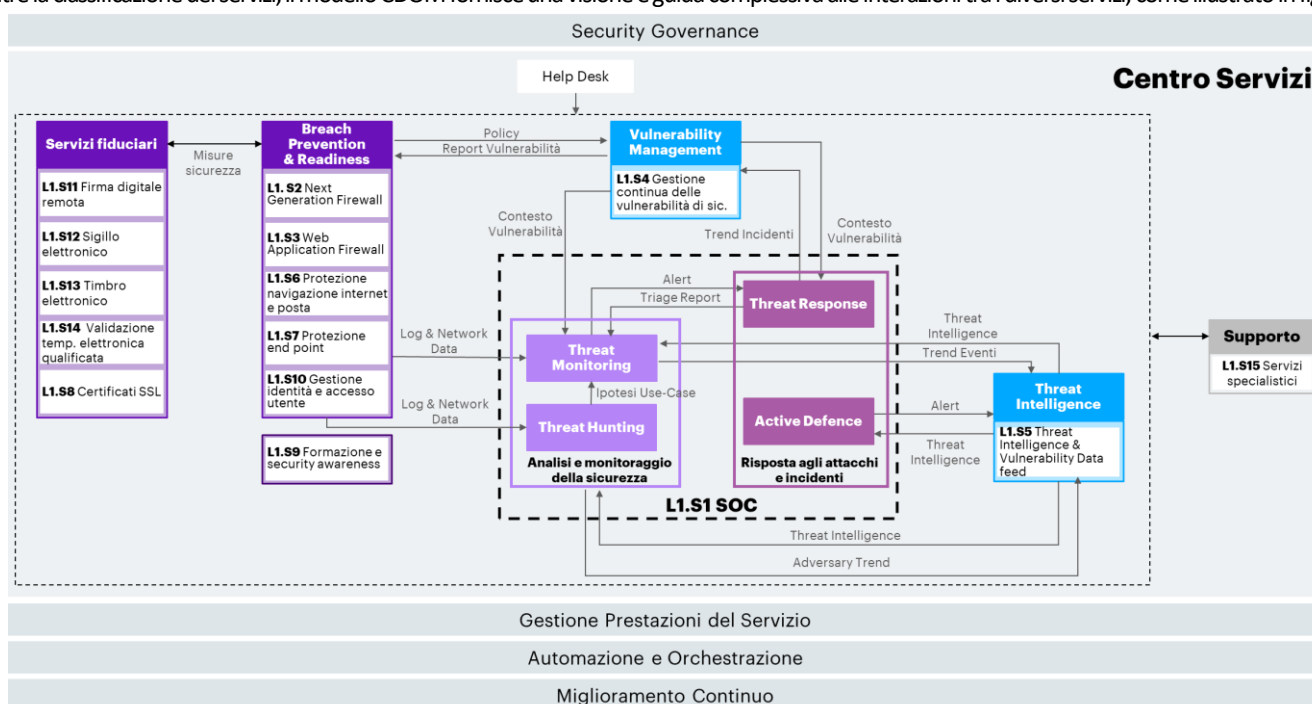 Security Governance
Help Desk
Centro Servizi
Servizi fiduciari
L1.S11 Firma digitale
remota
L1.S12 Sigillo
elettronico
L1.S13 Timbro
elettronico
L1.S14 Validazione
temp. elettronica
qualificata
L1.S8 Certificati SSL
Misure
sicurezza
Breach
Prevention
& Readiness
L1. S2 Next
Generation Firewall
L1.S3 Web
Application Firewall
L1.S6 Protezione
navigazione internet
e posta
L1.S7 Protezione
end point
L1.S10 Gestione
identità e accesso
utente
L1.S9 Formazione e
security awareness
Policy
Report Vulnerabilità
Vulnerability
Management
L1.S4 Gestione
continua delle
vulnerabilità di sic.
Contesto
Vulnerabilità
Trend Incidenti
Contesto
Vulnerabilità
Log & Network
Data
Log & Network
Data
Alert
Triage Report
Threat Response
Threat
Monitoring
Ipotesi Use-Case
Threat Hunting
Analisi e monitoraggio
della sicurezza
Active Defence
Risposta agli attacchi
e incidenti
L1.S1 SOC
Threat
Intelligence
Trend Eventi
Alert
Threat
Intelligence
Threat
Intelligence
L1.S5 Threat
Intelligence &
Vulnerability Data
feed
Threat Intelligence
Adversary Trend
Supporto
L1.S15 Servizi
specialistici
Gestione Prestazioni del Servizio
Automazione e Orchestrazione
Miglioramento Continuo